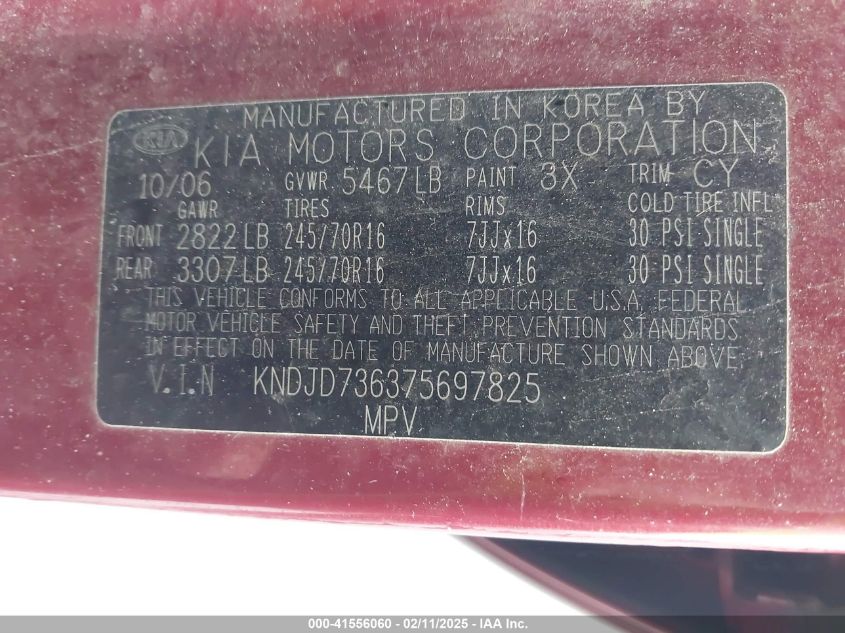 MANUFACTURED IN KOREA BY
KIA KIA MOTORS CORPORATION
10/06 GVWR 5467LB PAINT 3X TRIM CY
GAWR TIRES RIMS COLD TIRE INFL
FRONT 2822LB 245/70R16 7JJx16 30 PSI SINGLE
REAR 3307LB 245/70R16 7JJx16 30 PSI SINGLE
THIS VEHICLE CONFORMS TO ALL APPLICABLE U.S.A. FEDERAL
MOTOR VEHICLE SAFETY AND THEFT PREVENTION STANDARDS
IN EFFECT ON THE DATE OF MANUFACTURE SHOWN ABOVE.
V.I.N KNDJD736375697825
MPV
000-41556060 - 02/11/2025 - IAA Inc.